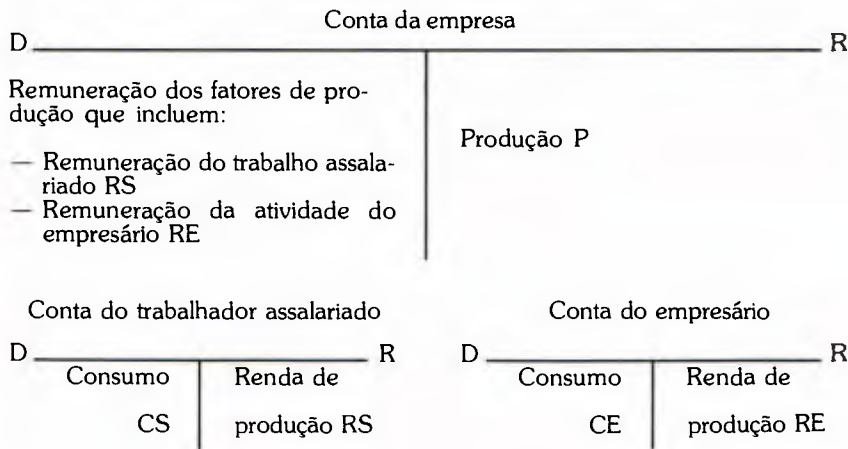 Conta da empresa
D R
Remuneração dos fatores de pro-
dução que incluem:
— Remuneração do trabalho assala-
riado RS
— Remuneração da atividade do
empresário RE
Produção P
Conta do trabalhador assalariado
D R
Consumo Renda de
CS produção RS
Conta do empresário
D R
Consumo Renda de
CE produção RE